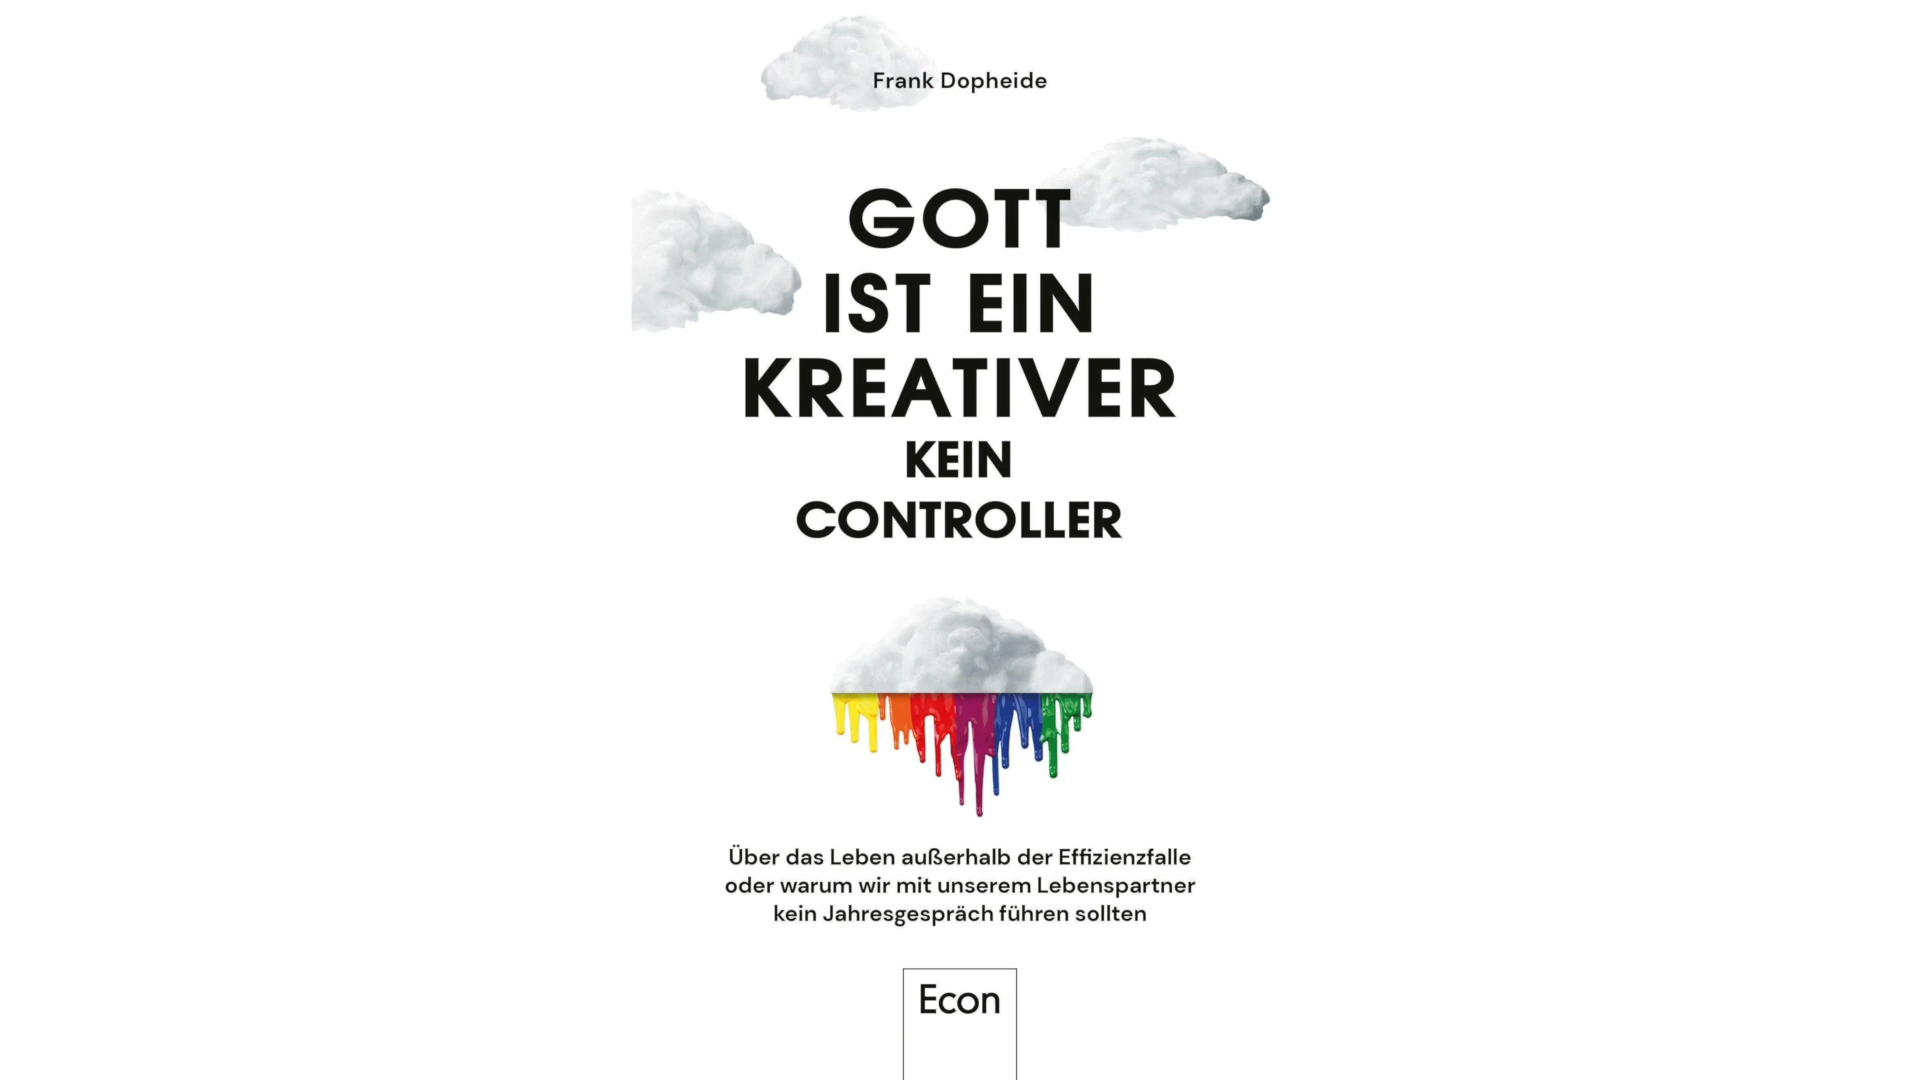 Frank Dopheide
GOTT
IST EIN
KREATIVER
KEIN
CONTROLLER
Über das Leben außerhalb der Effizienzfalle
oder warum wir mit unserem Lebenspartner
kein Jahresgespräch führen sollten
Econ